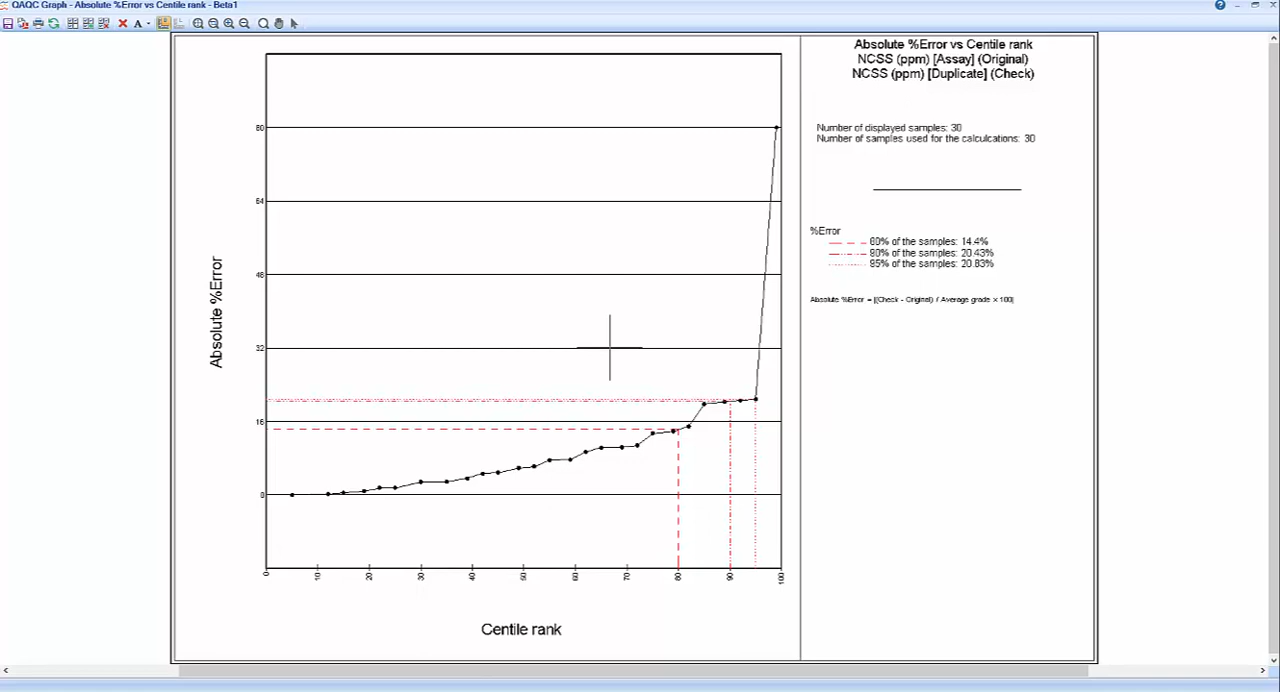 QAQC Graph - Absolute %Error vs Centile rank - Beta1
A
Absolute %Error vs Centile rank
NCSS (ppm) [Assay] (Original)
NCSS (ppm) [Duplicate] (Check)
Number of displayed samples: 30
Number of samples used for the calculcations: 30
%Error
80% of the samples: 14.4%
90% of the samples: 20.43%
95% of the samples: 20.83%
Absolute %Error = |(Check - Original) / Average grade x 100|
Absolute %Error
80
64
48
32
16
0
0 10 20 30 40 50 60 70 80 90 100
Centile rank